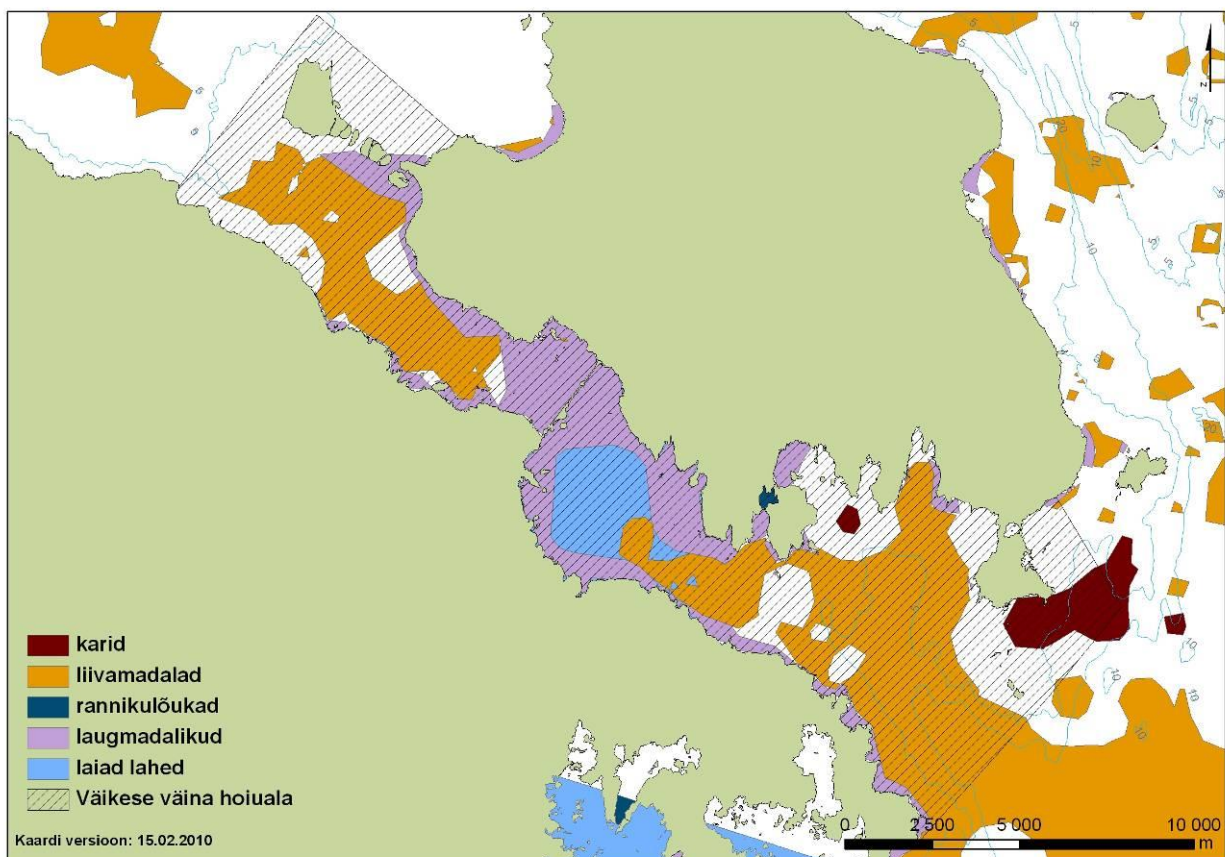 karid
liivamadalad
rannikulõukad
laugmadalikud
laiad lahed
Väikese väina hoiuala
Kaardi versioon: 15.02.2010
0 2 500 5 000 10 000
m
z